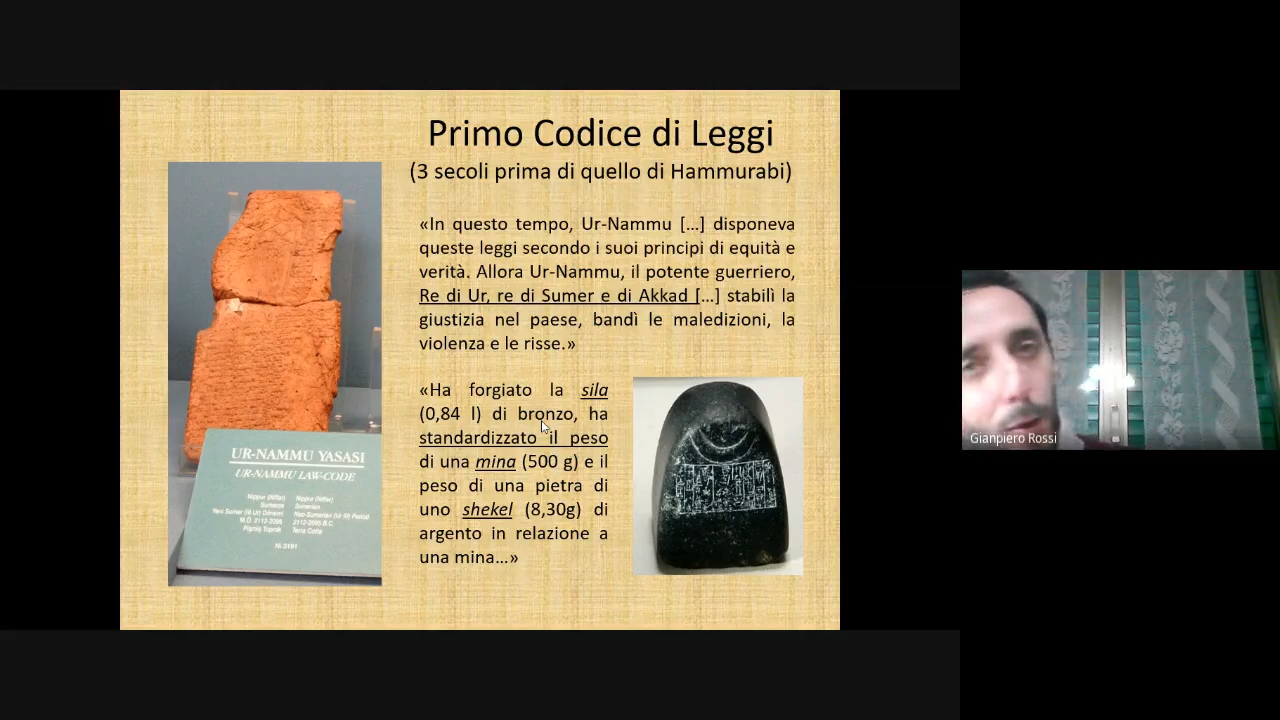 Primo Codice di Leggi
(3 secoli prima di quello di Hammurabi)
«In questo tempo, Ur-Nammu [...] disponeva
queste leggi secondo i suoi principi di equità e
verità. Allora Ur-Nammu, il potente guerriero,
Re di Ur, re di Sumer e di Akkad [...] stabilì la
giustizia nel paese, bandì le maledizioni, la
violenza e le risse.»
«Ha forgiato la sila
(0,84 l) di bronzo, ha
standardizzato il peso
di una mina (500 g) e il
peso di una pietra di
uno shekel (8,30g) di
argento in relazione a
una mina...»
UR-NAMMU YASASI
UR-NAMMU LAW-CODE
Nippur (Niffer) Nippur (Niffer)
Sumerce Sumerian
Yeni Sumer (III Ur) Dönemi Neo-Sumerian (Ur III) Period
M.Ö. 2112-2095 2112-2095 B.C.
Pişmiş Toprak Terra Cotta
Ni 3191
Gianpiero Rossi